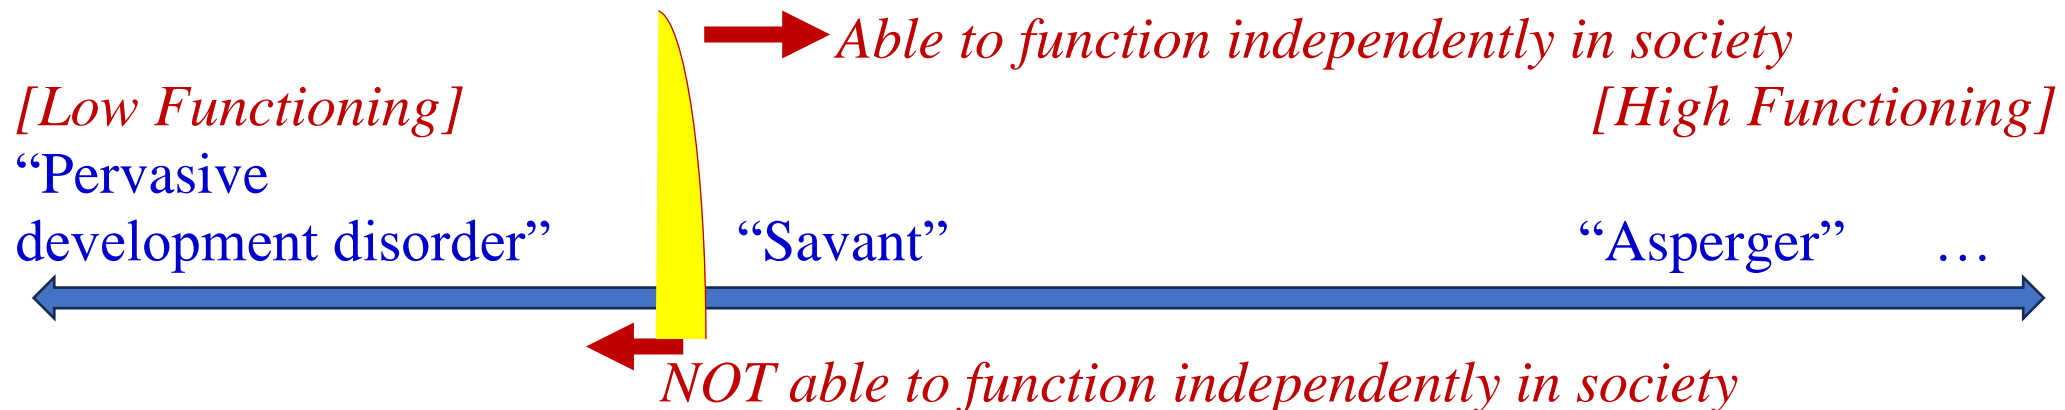 Able to function independently in society
[Low Functioning] [High Functioning]
“Pervasive
development disorder” “Savant” “Asperger” …
NOT able to function independently in society